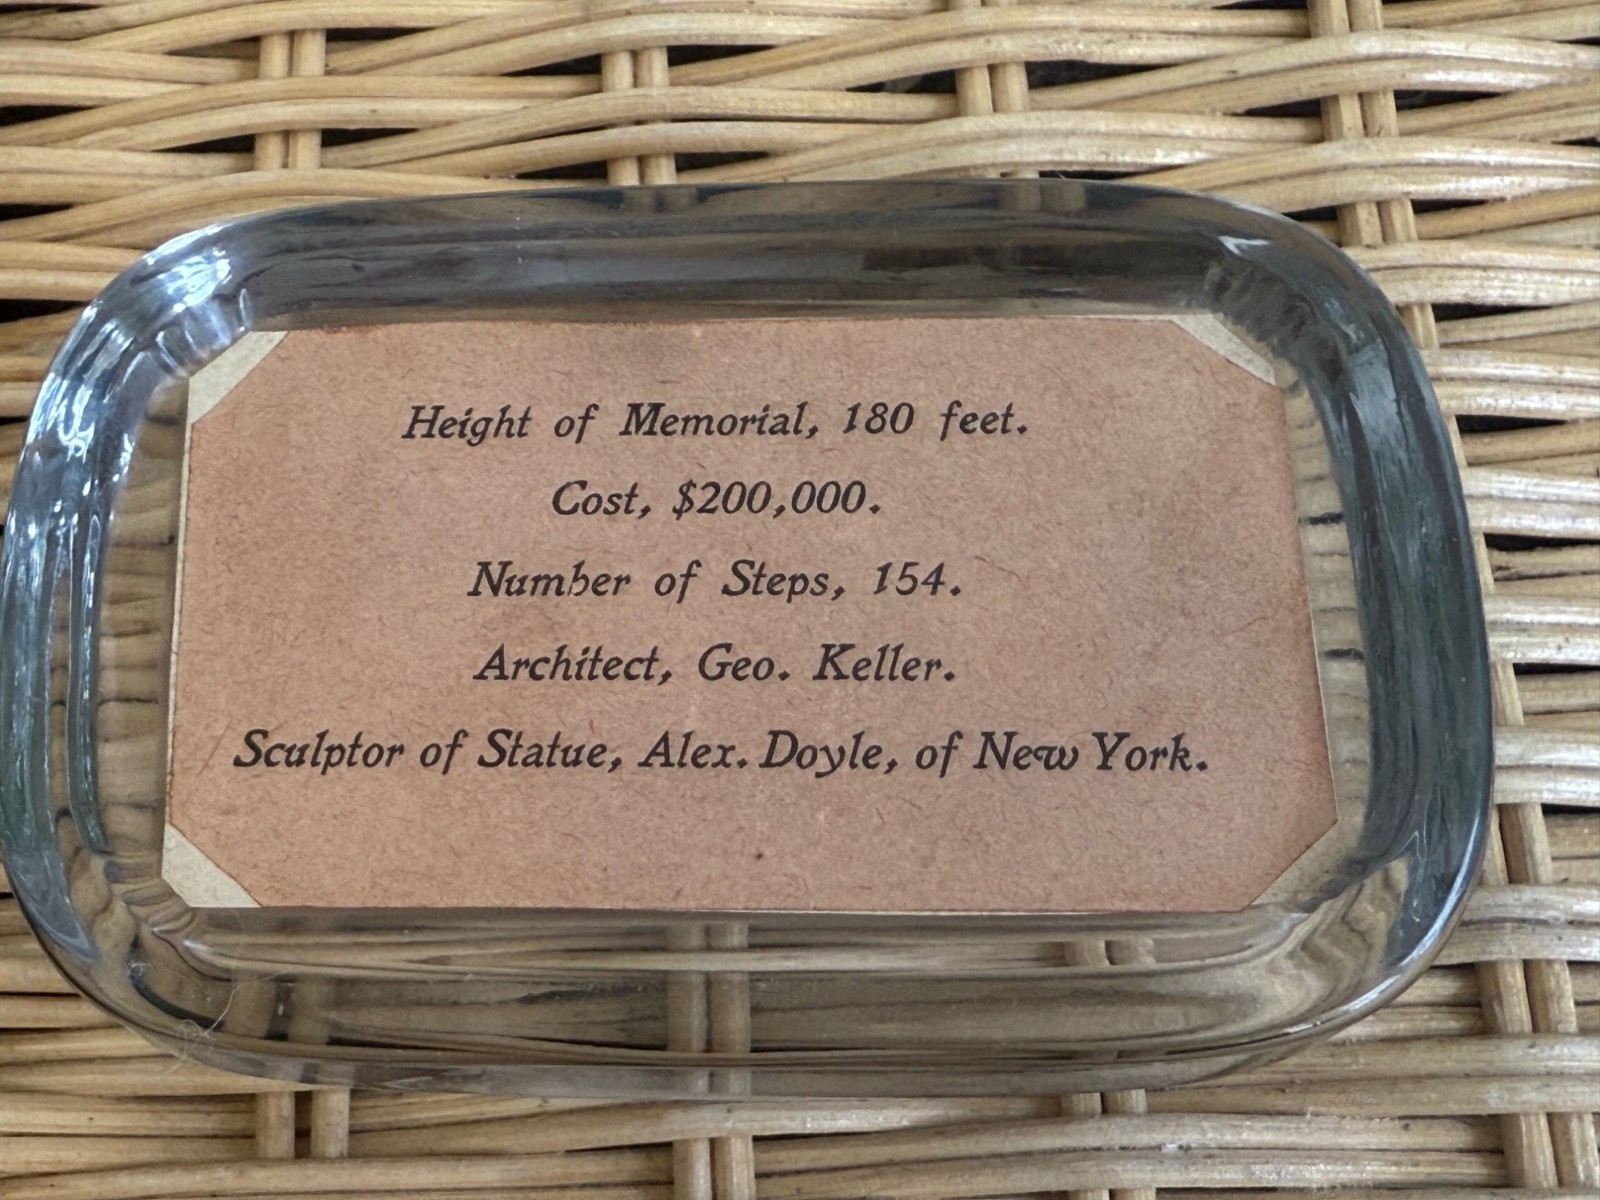 Height of Memorial, 180 feet.
Cost, $200,000.
Number of Steps, 154.
Architect, Geo. Keller.
Sculptor of Statue, Alex. Doyle, of New York.